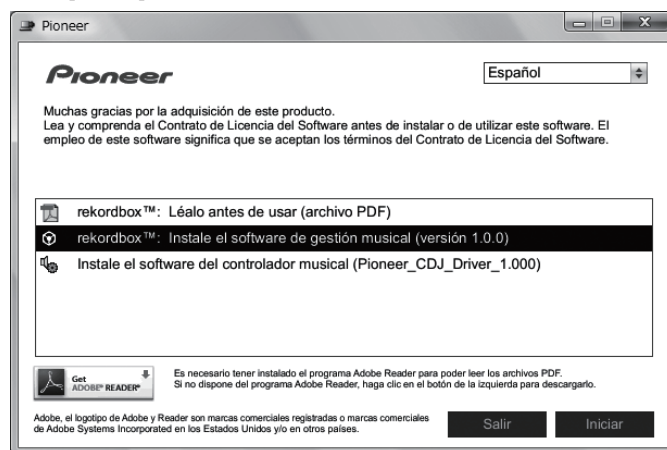 Pioneer
Pioneer
Español
Muchas gracias por la adquisición de este producto.
Lea y comprenda el Contrato de Licencia del Software antes de instalar o de utilizar este software. El
empleo de este software significa que se aceptan los términos del Contrato de Licencia del Software.
rekordbox™: Léalo antes de usar (archivo PDF)
rekordbox™: Instale el software de gestión musical (versión 1.0.0)
Instale el software del controlador musical (Pioneer_CDJ_Driver_1.000)
Get
ADOBE® READER®
Es necesario tener instalado el programa Adobe Reader para poder leer los archivos PDF.
Si no dispone del programa Adobe Reader, haga clic en el botón de la izquierda para descargarlo.
Adobe, el logotipo de Adobe y Reader son marcas comerciales registradas o marcas comerciales
de Adobe Systems Incorporated en los Estados Unidos y/o en otros países.
Salir
Iniciar